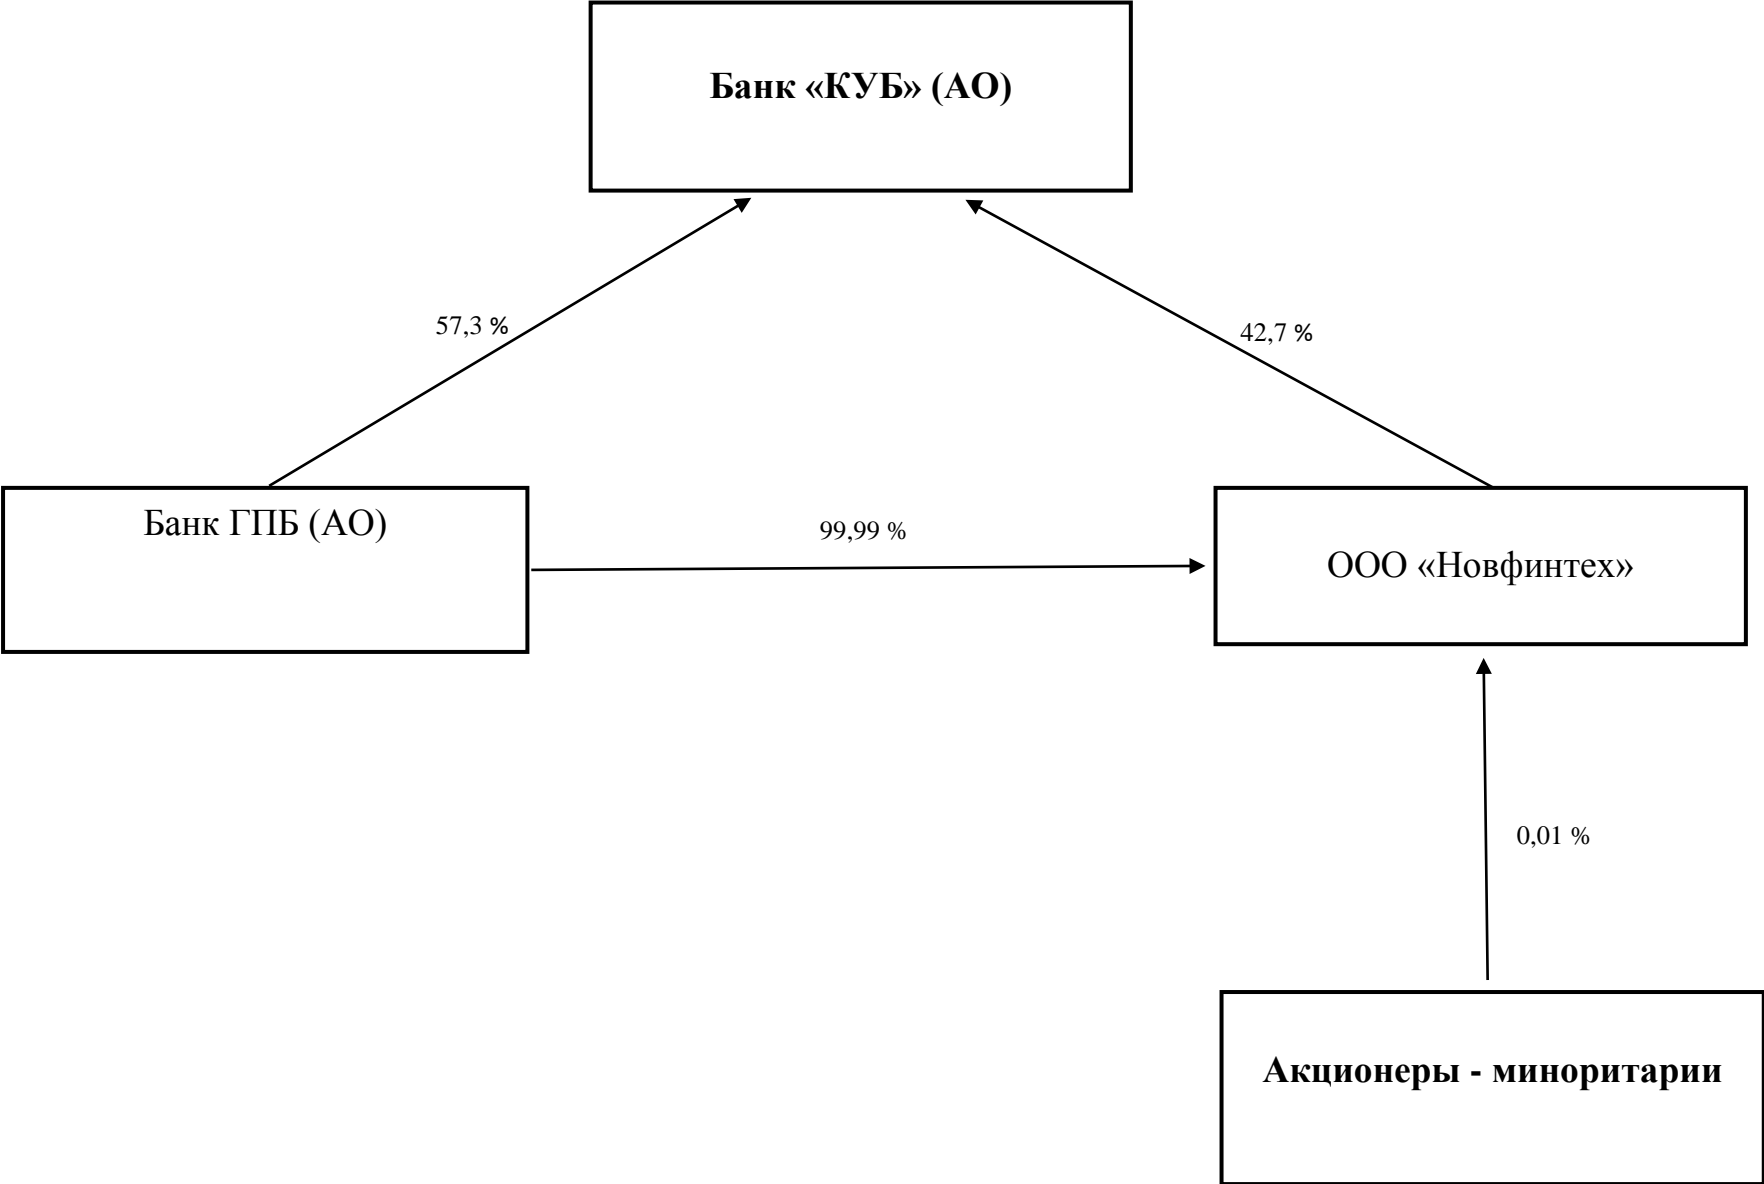 Банк «КУБ» (АО)
57,3 %
42,7 %
Банк ГПБ (АО)
99,99 %
ООО «Новфинтех»
0,01 %
Акционеры - миноритарии